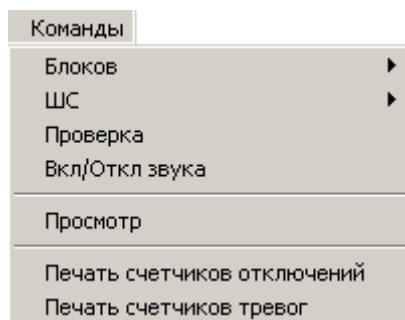 Команды
Блоков
ШС
Проверка
Вкл/Откл звука
Просмотр
Печать счетчиков отключений
Печать счетчиков тревог